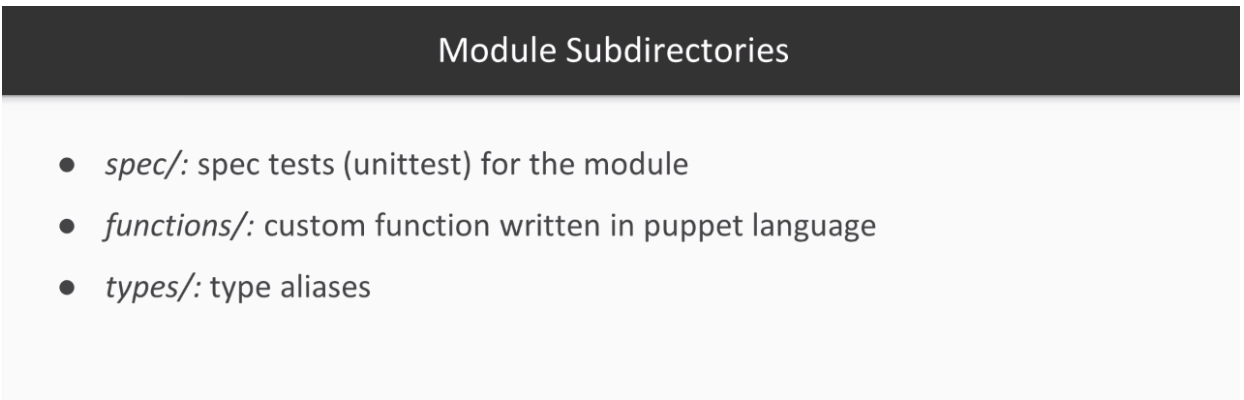 Module Subdirectories
● spec/: spec tests (unittest) for the module
● functions/: custom function written in puppet language
● types/: type aliases